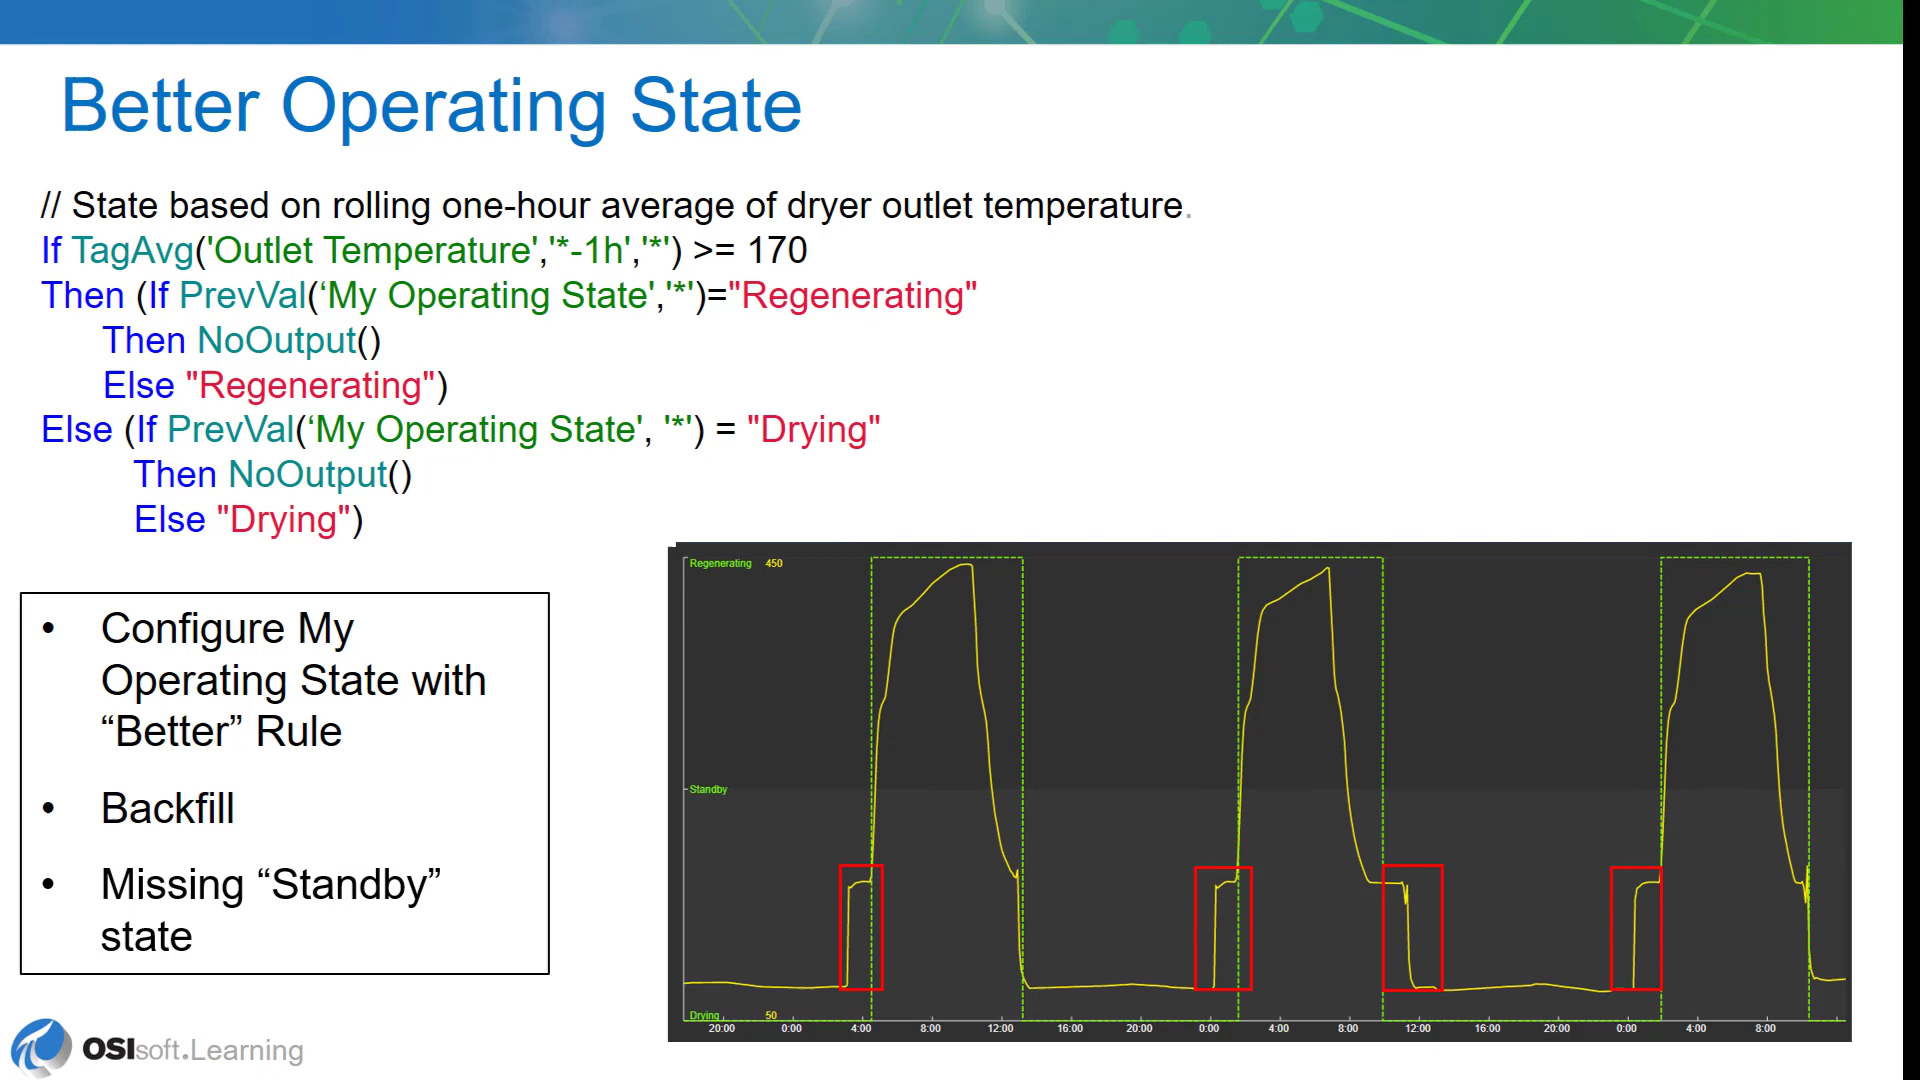 Better Operating State
// State based on rolling one-hour average of dryer outlet temperature.
If TagAvg('Outlet Temperature','*-1h','*') >= 170
Then (If PrevVal(‘My Operating State','*')="Regenerating"
Then NoOutput()
Else "Regenerating")
Else (If PrevVal(‘My Operating State', '*') = "Drying"
Then NoOutput()
Else "Drying")
• Configure My
Operating State with
“Better” Rule
• Backfill
• Missing “Standby”
state
Regenerating 450
Standby
Drying 50
20:00 0:00 4:00 8:00 12:00 16:00 20:00 0:00 4:00 8:00 12:00 16:00 20:00 0:00 4:00 8:00
OSIsoft.Learning